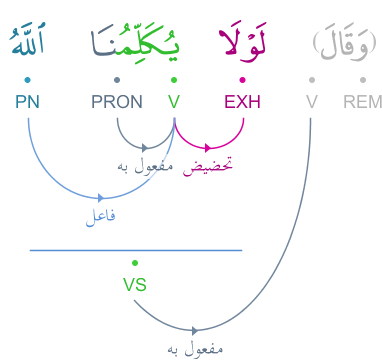 (وَقَالَ) لَوْلَا يُكَلِّمُنَا ٱللَّهُ
PN PRON V EXH V REM
مفعول به تحضيض
فاعل
VS
مفعول به